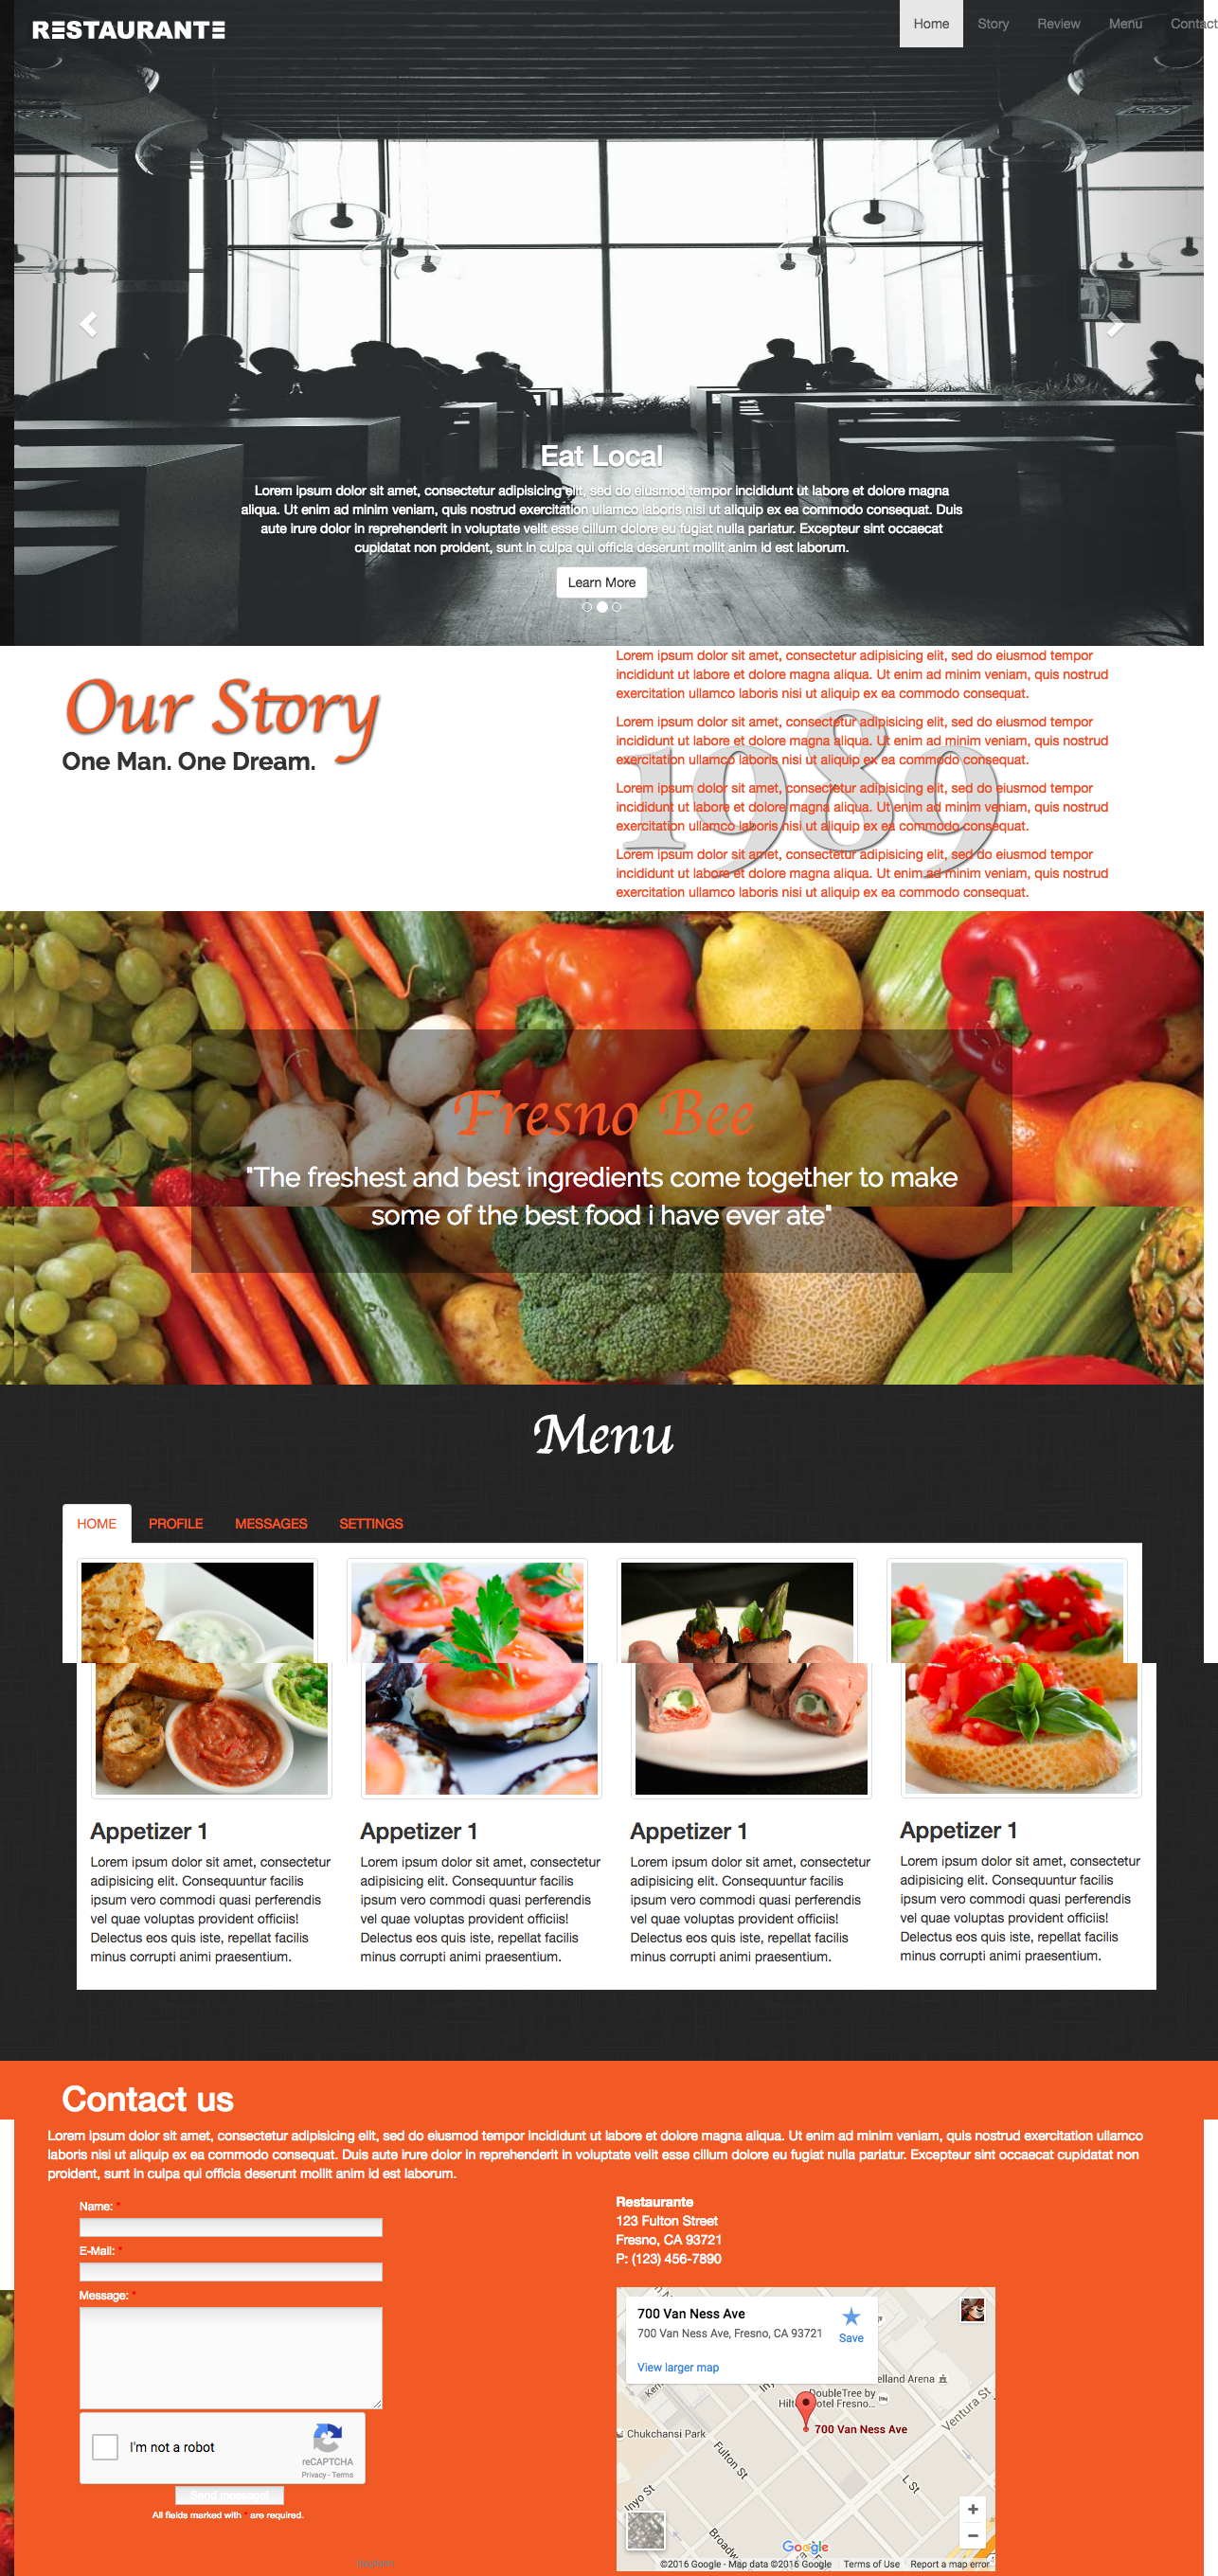 RESTAURANTE
Home Story Review Menu Contact
Eat Local
Lorem ipsum dolor sit amet, consectetur adipisicing elit, sed do eiusmod tempor incididunt ut labore et dolore magna
aliqua. Ut enim ad minim veniam, quis nostrud exercitation ullamco laboris nisi ut aliquip ex ea commodo consequat. Duis
aute irure dolor in reprehenderit in voluptate velit esse cillum dolore eu fugiat nulla pariatur. Excepteur sint occaecat
cupidatat non proident, sunt in culpa qui officia deserunt mollit anim id est laborum.
Learn More
Our Story
One Man. One Dream.
1989
Lorem ipsum dolor sit amet, consectetur adipisicing elit, sed do eiusmod tempor
incididunt ut labore et dolore magna aliqua. Ut enim ad minim veniam, quis nostrud
exercitation ullamco laboris nisi ut aliquip ex ea commodo consequat.
Lorem ipsum dolor sit amet, consectetur adipisicing elit, sed do eiusmod tempor
incididunt ut labore et dolore magna aliqua. Ut enim ad minim veniam, quis nostrud
exercitation ullamco laboris nisi ut aliquip ex ea commodo consequat.
Lorem ipsum dolor sit amet, consectetur adipisicing elit, sed do eiusmod tempor
incididunt ut labore et dolore magna aliqua. Ut enim ad minim veniam, quis nostrud
exercitation ullamco laboris nisi ut aliquip ex ea commodo consequat.
Lorem ipsum dolor sit amet, consectetur adipisicing elit, sed do eiusmod tempor
incididunt ut labore et dolore magna aliqua. Ut enim ad minim veniam, quis nostrud
exercitation ullamco laboris nisi ut aliquip ex ea commodo consequat.
Fresno Bee
"The freshest and best ingredients come together to make
some of the best food i have ever ate"
Menu
HOME PROFILE MESSAGES SETTINGS
Appetizer 1
Lorem ipsum dolor sit amet, consectetur
adipisicing elit. Consequuntur facilis
ipsum vero commodi quasi perferendis
vel quae voluptas provident officiis!
Delectus eos quis iste, repellat facilis
minus corrupti animi praesentium.
Appetizer 1
Lorem ipsum dolor sit amet, consectetur
adipisicing elit. Consequuntur facilis
ipsum vero commodi quasi perferendis
vel quae voluptas provident officiis!
Delectus eos quis iste, repellat facilis
minus corrupti animi praesentium.
Appetizer 1
Lorem ipsum dolor sit amet, consectetur
adipisicing elit. Consequuntur facilis
ipsum vero commodi quasi perferendis
vel quae voluptas provident officiis!
Delectus eos quis iste, repellat facilis
minus corrupti animi praesentium.
Appetizer 1
Lorem ipsum dolor sit amet, consectetur
adipisicing elit. Consequuntur facilis
ipsum vero commodi quasi perferendis
vel quae voluptas provident officiis!
Delectus eos quis iste, repellat facilis
minus corrupti animi praesentium.
Contact us
Lorem ipsum dolor sit amet, consectetur adipisicing elit, sed do eiusmod tempor incididunt ut labore et dolore magna aliqua. Ut enim ad minim veniam, quis nostrud exercitation ullamco
laboris nisi ut aliquip ex ea commodo consequat. Duis aute irure dolor in reprehenderit in voluptate velit esse cillum dolore eu fugiat nulla pariatur. Excepteur sint occaecat cupidatat non
proident, sunt in culpa qui officia deserunt mollit anim id est laborum.
Name: *
E-Mail: *
Message: *
I'm not a robot
reCAPTCHA
Privacy - Terms
Send message!
All fields marked with * are required.
Restaurante
123 Fulton Street
Fresno, CA 93721
P: (123) 456-7890
700 Van Ness Ave
700 Van Ness Ave, Fresno, CA 93721
Save
View larger map
elland Arena
DoubleTree by
Hilt otel Fresno...
Ventura St
700 Van Ness Ave
Chukchansi Park
Fulton St
L St
Inyo St
Broadw
Google
©2016 Google - Map data ©2016 Google Terms of Use Report a map error